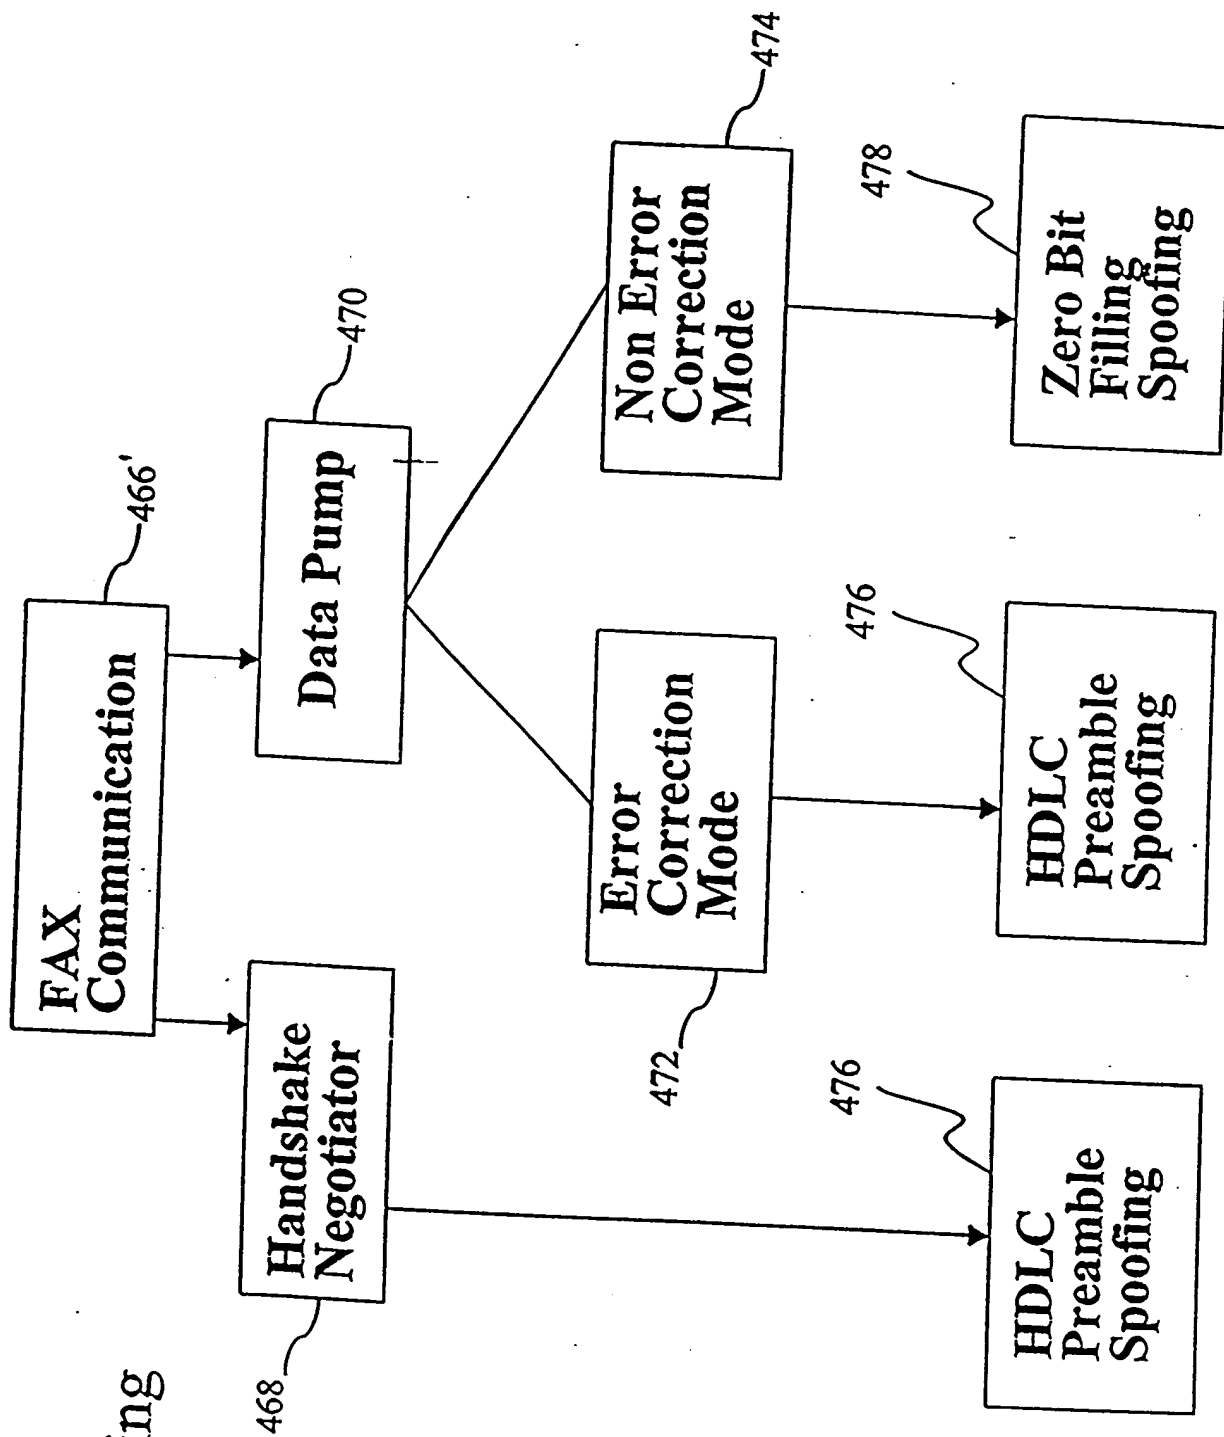 ing
FAX
Communication
466'
Handshake
Negotiator
468
Data Pump
470
Error
Correction
Mode
472
Non Error
Correction
Mode
474
HDLC
Preamble
Spoofing
476
HDLC
Preamble
Spoofing
476
Zero Bit
Filling
Spoofing
478